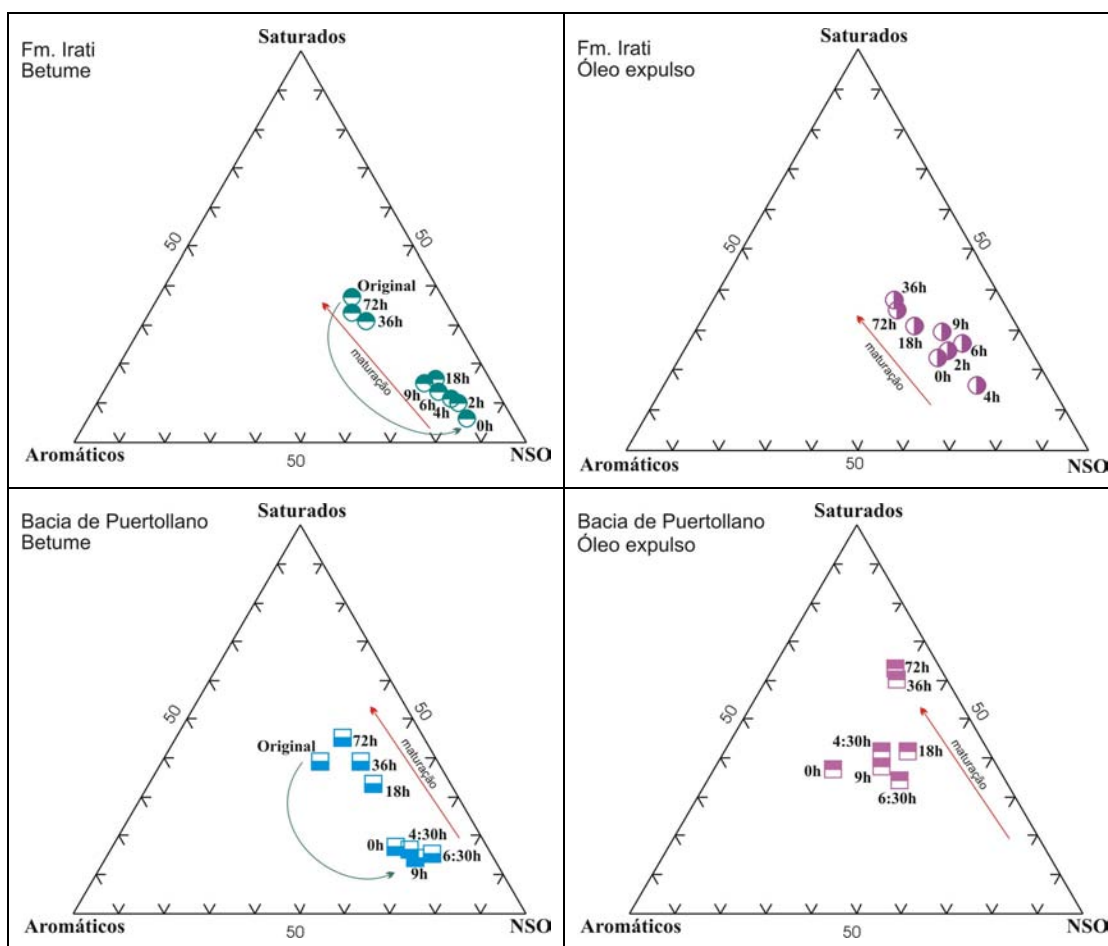 Fm. Irati
Betume
Saturados
50
50
Original
72h
36h
maturação
18h
9h
6h
4h
2h
0h
Aromáticos
50
NSO
Fm. Irati
Óleo expulso
Saturados
50
50
36h
72h
18h
9h
6h
2h
0h
4h
maturação
Aromáticos
50
NSO
Bacia de Puertollano
Betume
Saturados
50
50
72h
Original
36h
18h
maturação
0h
4:30h
6:30h
9h
Aromáticos
50
NSO
Bacia de Puertollano
Óleo expulso
Saturados
50
50
72h
36h
4:30h
18h
0h
9h
6:30h
maturação
Aromáticos
50
NSO